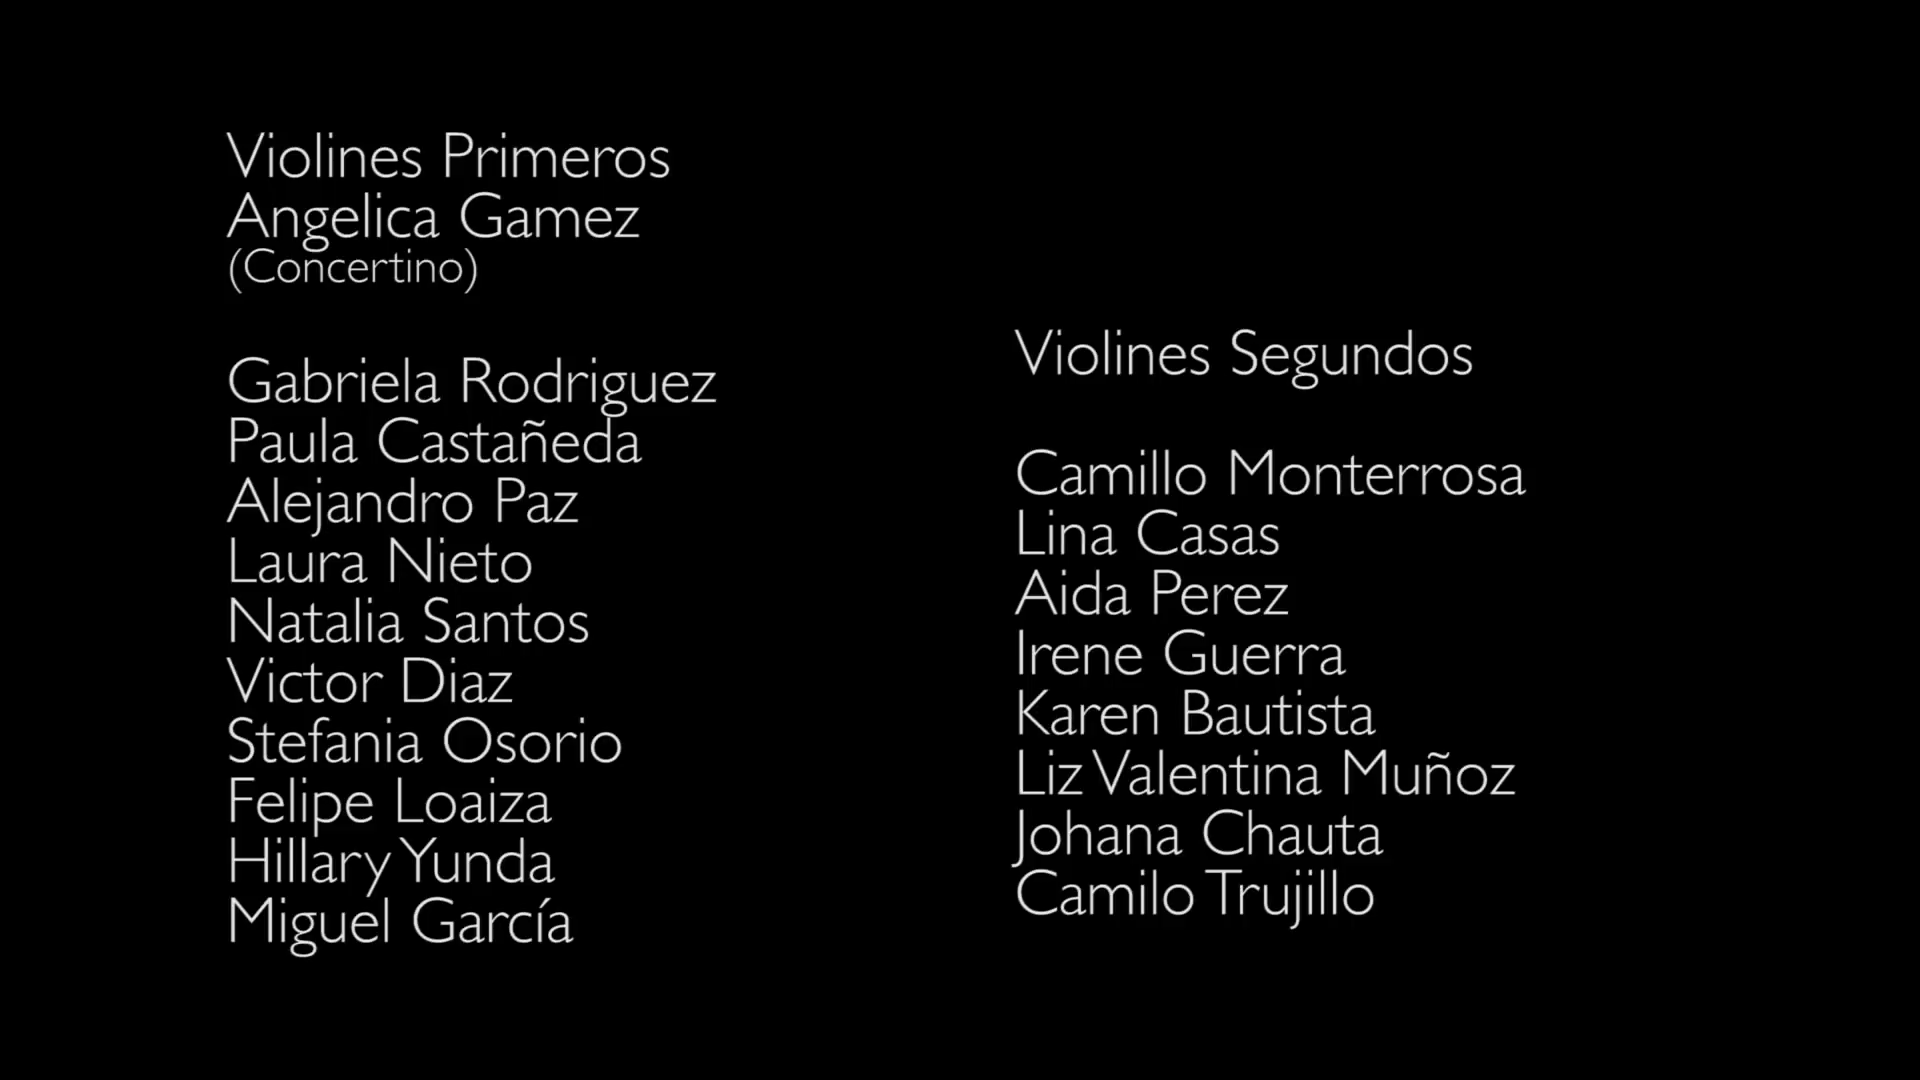 Violines Primeros
Angelica Gamez
(Concertino)
Gabriela Rodriguez
Paula Castañeda
Alejandro Paz
Laura Nieto
Natalia Santos
Victor Diaz
Stefania Osorio
Felipe Loaiza
Hillary Yunda
Miguel García
Violines Segundos
Camillo Monterrosa
Lina Casas
Aida Perez
Irene Guerra
Karen Bautista
Liz Valentina Muñoz
Johana Chauta
Camilo Trujillo